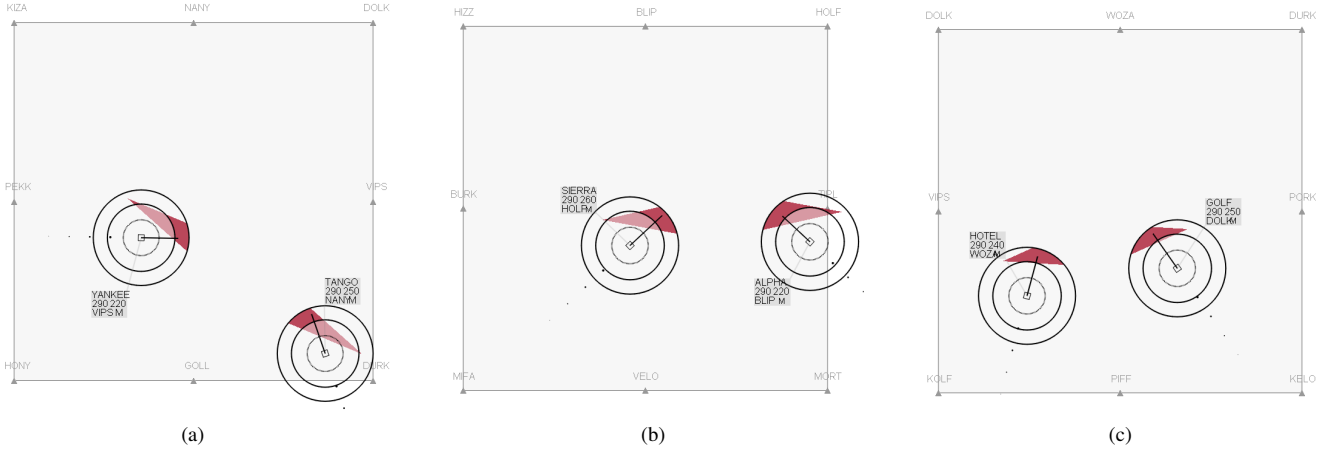 KIZA NANY DOLK
PEKK VIPS
YANKEE
290 220
VIPS M
TANGO
290 250
NANYM
HONY GOLL DURK
(a)
HIZZ BLIP HOLF
BURK TIRL
SIERRA
290 260
HOLFM
ALPHA
290 220
BLIP M
MIFA VELO MORT
(b)
DOLK WOZA DURK
VIPS PORK
GOLF
290 250
DOLKM
HOTEL
290 240
WOZAM
KOLF PIFF KELO
(c)